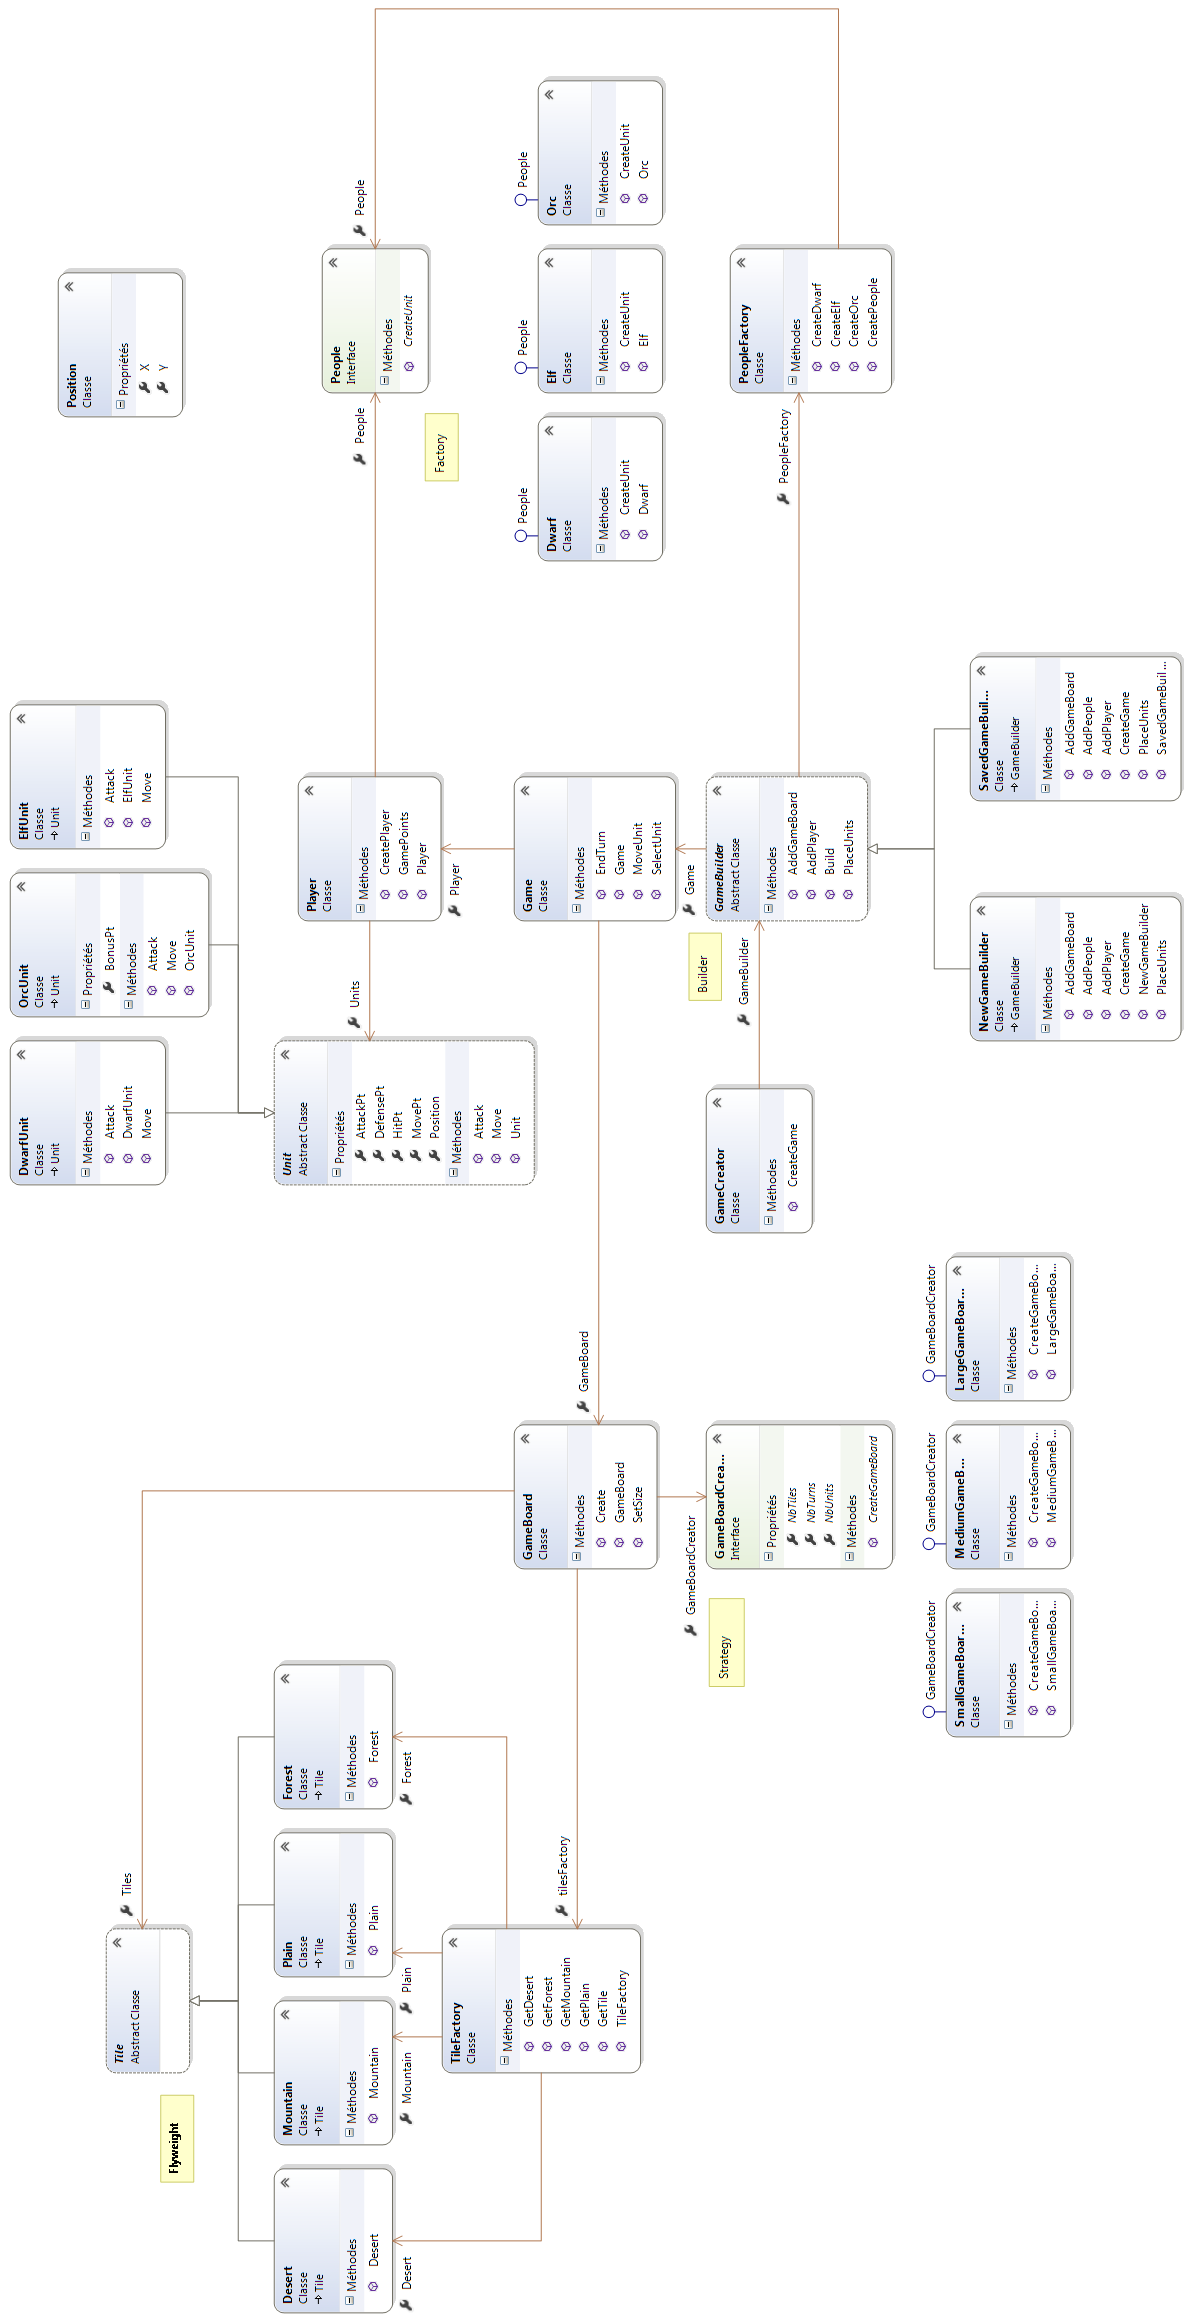 Flyweight
Tile
Abstract Classe
Tiles
Desert
Classe
Tile
Méthodes
Desert
Mountain
Classe
Tile
Méthodes
Mountain
Plain
Classe
Tile
Méthodes
Plain
Forest
Classe
Tile
Méthodes
Forest
Desert
Mountain
Plain
Forest
TileFactory
Classe
Méthodes
GetDesert
GetForest
GetMountain
GetPlain
GetTile
TileFactory
tilesFactory
GameBoard
Classe
Méthodes
Create
GameBoard
SetSize
GameBoard
GameBoardCreator
Strategy
GameBoardCrea...
Interface
Propriétés
NbTiles
NbTurns
NbUnits
Méthodes
CreateGameBoard
GameBoardCreator
SmallGameBoar...
Classe
Méthodes
CreateGameBo...
SmallGameBoa...
GameBoardCreator
MediumGameB...
Classe
Méthodes
CreateGameBo...
MediumGameB...
GameBoardCreator
LargeGameBoar...
Classe
Méthodes
CreateGameBo...
LargeGameBoa...
DwarfUnit
Classe
Unit
Méthodes
Attack
DwarfUnit
Move
OrcUnit
Classe
Unit
Propriétés
BonusPt
Méthodes
Attack
Move
OrcUnit
ElfUnit
Classe
Unit
Méthodes
Attack
ElfUnit
Move
Unit
Abstract Classe
Propriétés
AttackPt
DefensePt
HitPt
MovePt
Position
Méthodes
Attack
Move
Unit
Units
Player
Classe
Méthodes
CreatePlayer
GamePoints
Player
Player
Game
Classe
Méthodes
EndTurn
Game
MoveUnit
SelectUnit
Game
Builder
GameBuilder
Abstract Classe
Méthodes
AddGameBoard
AddPlayer
Build
PlaceUnits
GameBuilder
GameCreator
Classe
Méthodes
CreateGame
NewGameBuilder
Classe
GameBuilder
Méthodes
AddGameBoard
AddPeople
AddPlayer
CreateGame
NewGameBuilder
PlaceUnits
SavedGameBuil...
Classe
GameBuilder
Méthodes
AddGameBoard
AddPeople
AddPlayer
CreateGame
PlaceUnits
SavedGameBuil...
Position
Classe
Propriétés
X
Y
People
People
Factory
People
Interface
Méthodes
CreateUnit
People
Dwarf
Classe
Méthodes
CreateUnit
Dwarf
People
Elf
Classe
Méthodes
CreateUnit
Elf
People
Orc
Classe
Méthodes
CreateUnit
Orc
PeopleFactory
PeopleFactory
Classe
Méthodes
CreateDwarf
CreateElf
CreateOrc
CreatePeople